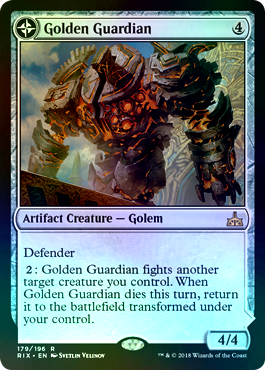 Golden Guardian 4
Artifact Creature — Golem
Defender
2: Golden Guardian fights another
target creature you control. When
Golden Guardian dies this turn, return
it to the battlefield transformed under
your control.
4/4
179/196 R
RIX • EN Svetlin Velinov ™ & © 2018 Wizards of the Coast